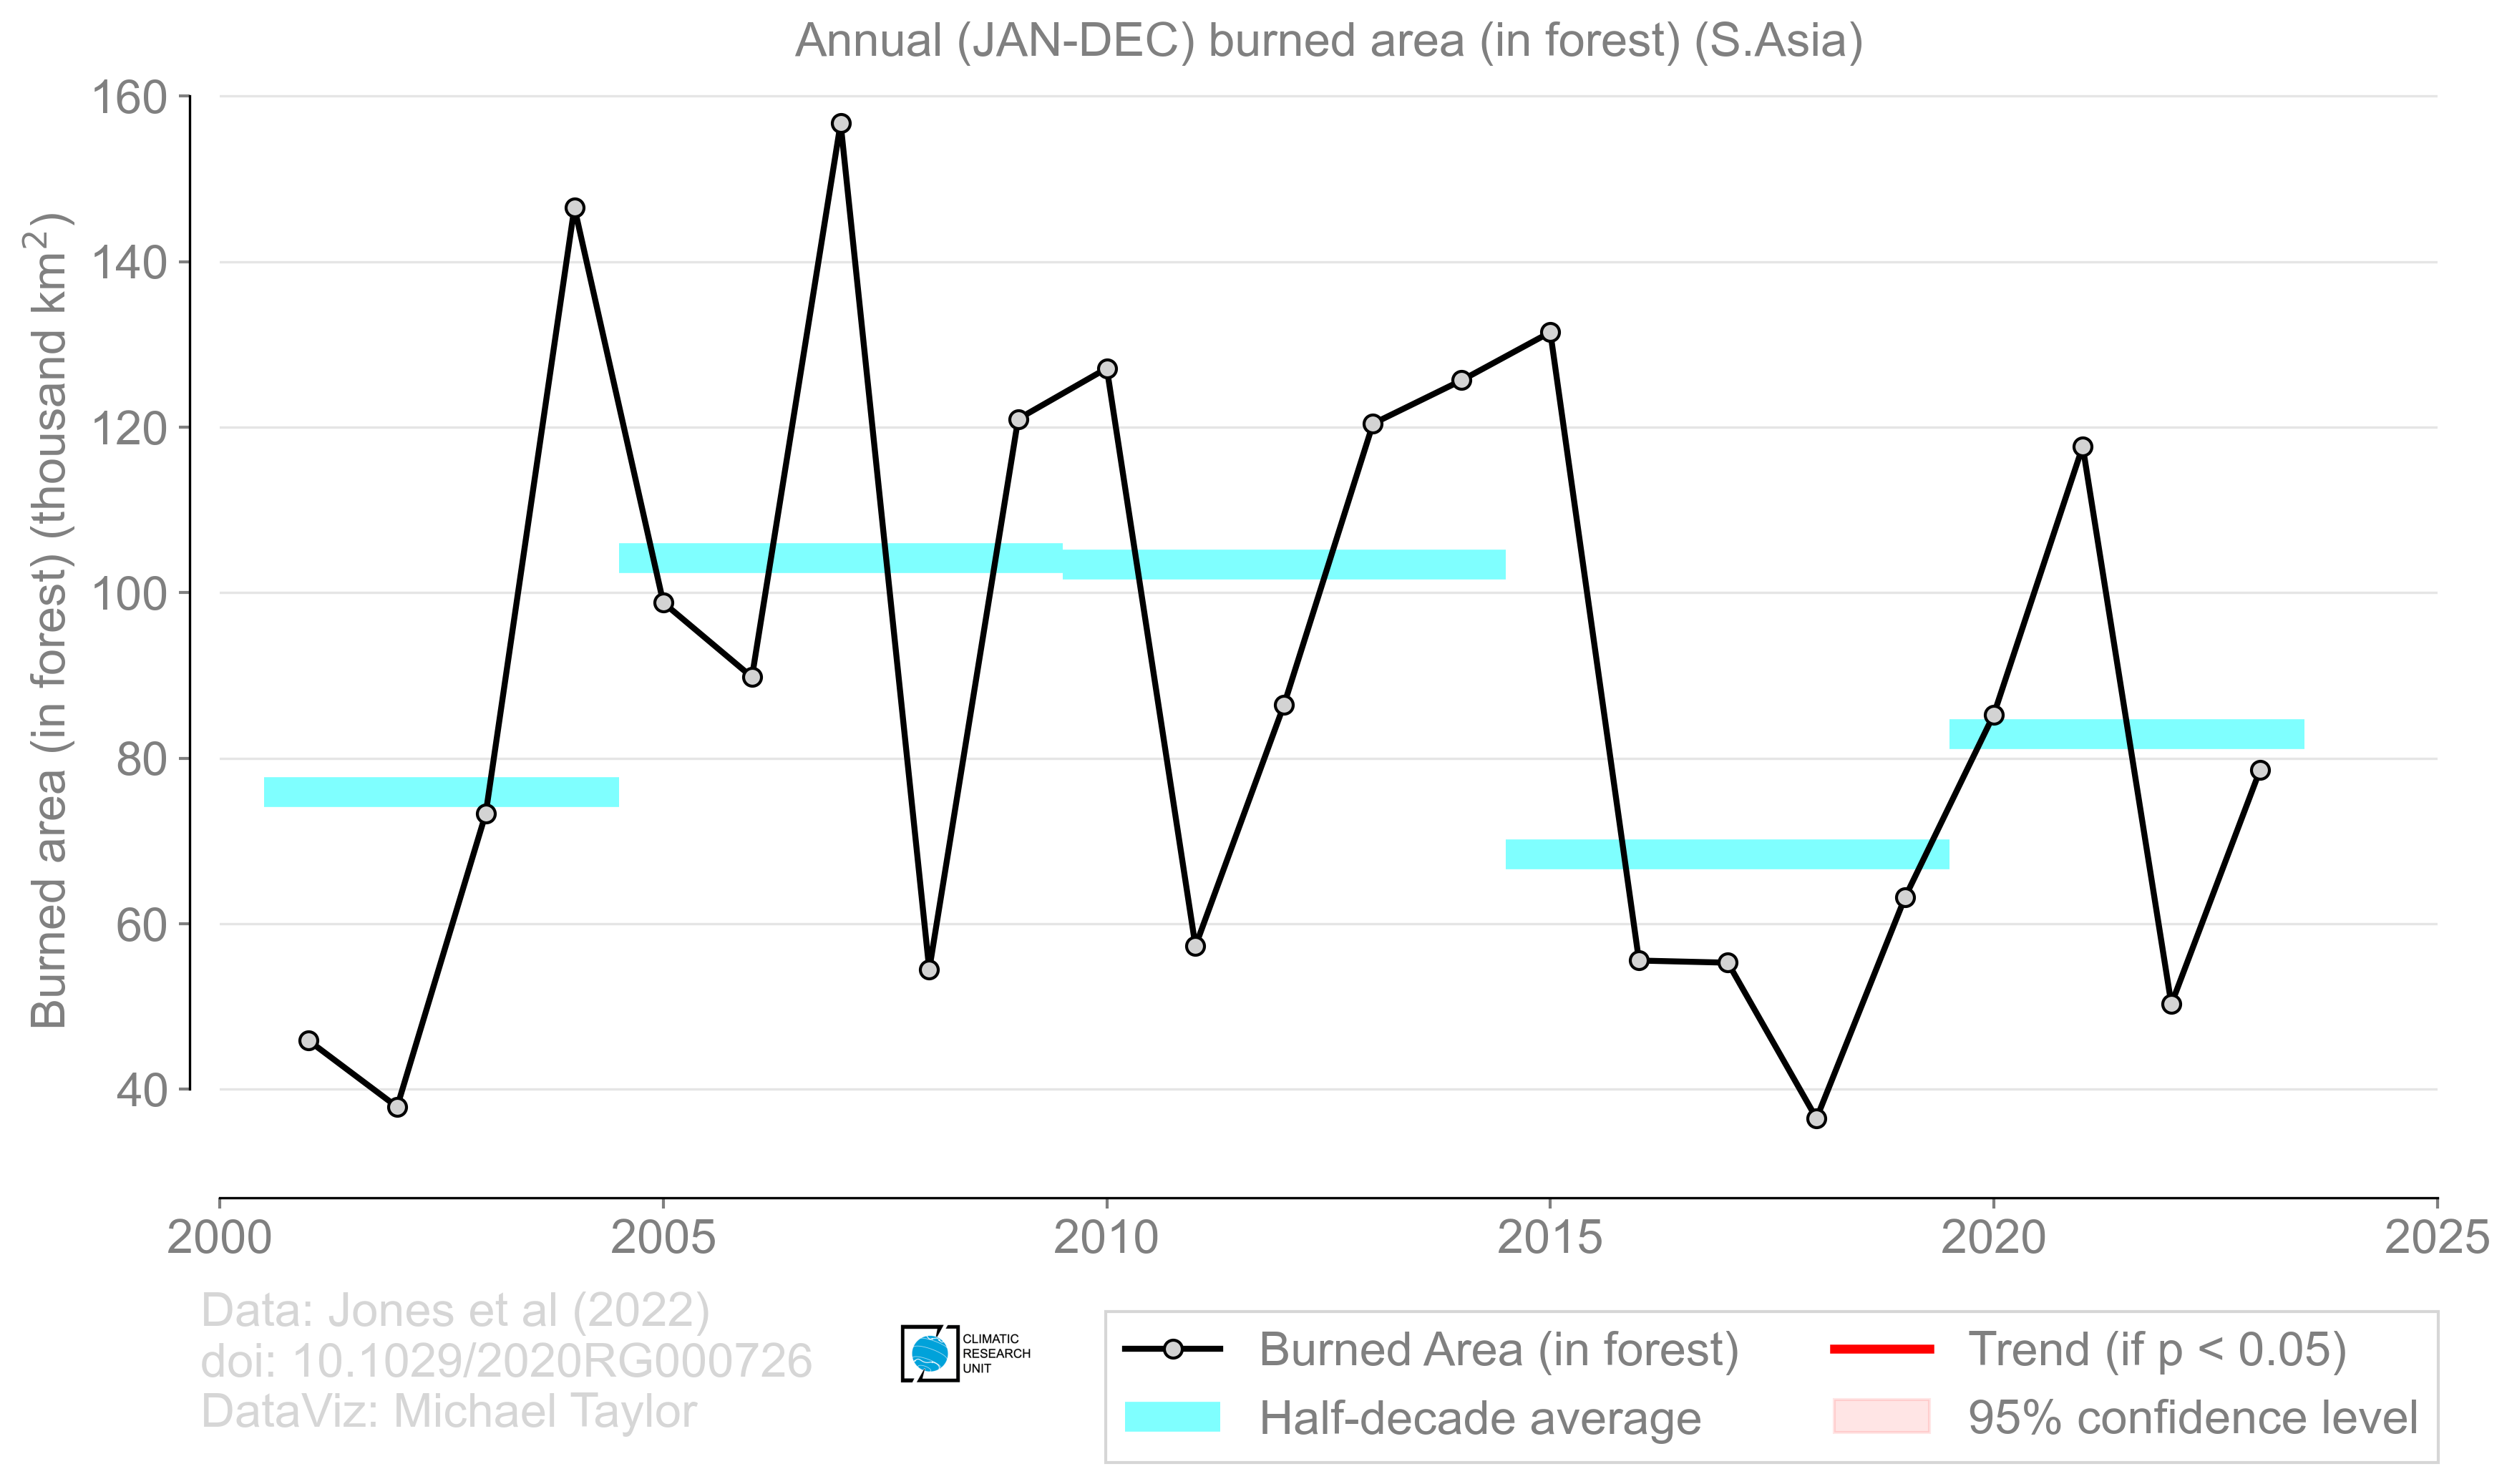 Annual (JAN-DEC) burned area (in forest) (S.Asia)
Burned area (in forest) (thousand km²)
160
140
120
100
80
60
40
2000 2005 2010 2015 2020 2025
Data: Jones et al (2022)
doi: 10.1029/2020RG000726
DataViz: Michael Taylor
CLIMATIC
RESEARCH
UNIT
Burned Area (in forest)
Half-decade average
Trend (if p < 0.05)
95% confidence level